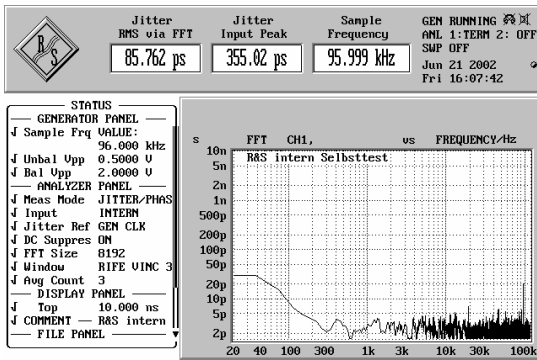 Jitter
RMS via FFT
85.762 ps
Jitter
Input Peak
355.02 ps
Sample
Frequency
95.999 kHz
GEN RUNNING
ANL 1:TERM 2: OFF
SWP OFF
Jun 21 2002
Fri 16:07:42
R
S
STATUS
GENERATOR PANEL
Sample Frq VALUE:
96.000 kHz
Unbal Vpp 0.5000 V
Bal Vpp 2.0000 V
ANALYZER PANEL
Meas Mode JITTER/PHAS
Input INTERN
Jitter Ref GEN CLK
DC Suppres ON
FFT Size 8192
Window RIFE VINC 3
Avg Count 3
DISPLAY PANEL
Top 10.000 ns
COMMENT — R&S intern
FILE PANEL
s FFT CH1, vs FREQUENCY/Hz
R&S intern Selbsttest
10n
5n
2n
1n
500p
200p
100p
50p
20p
10p
5p
2p
20 40 100 300 1k 3k 10k 30k 100k